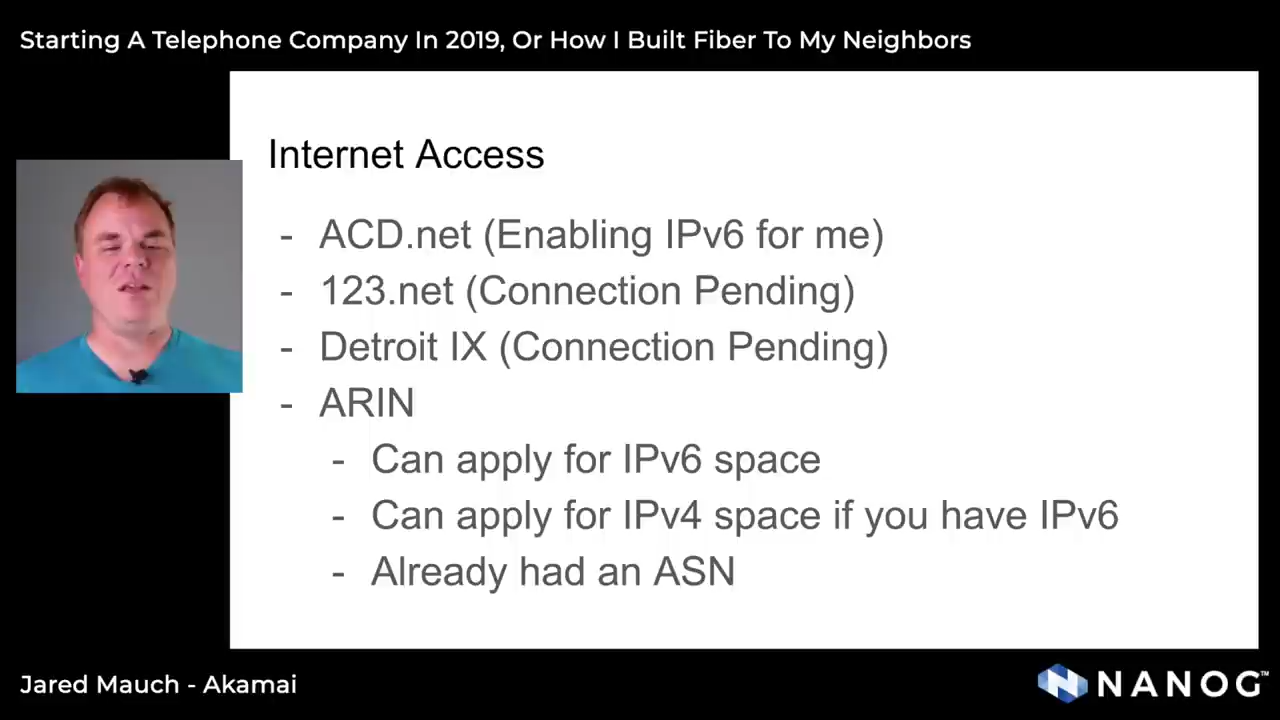 Starting A Telephone Company In 2019, Or How I Built Fiber To My Neighbors
Internet Access
- ACD.net (Enabling IPv6 for me)
- 123.net (Connection Pending)
- Detroit IX (Connection Pending)
- ARIN
- Can apply for IPv6 space
- Can apply for IPv4 space if you have IPv6
- Already had an ASN
Jared Mauch - Akamai
NANOG™